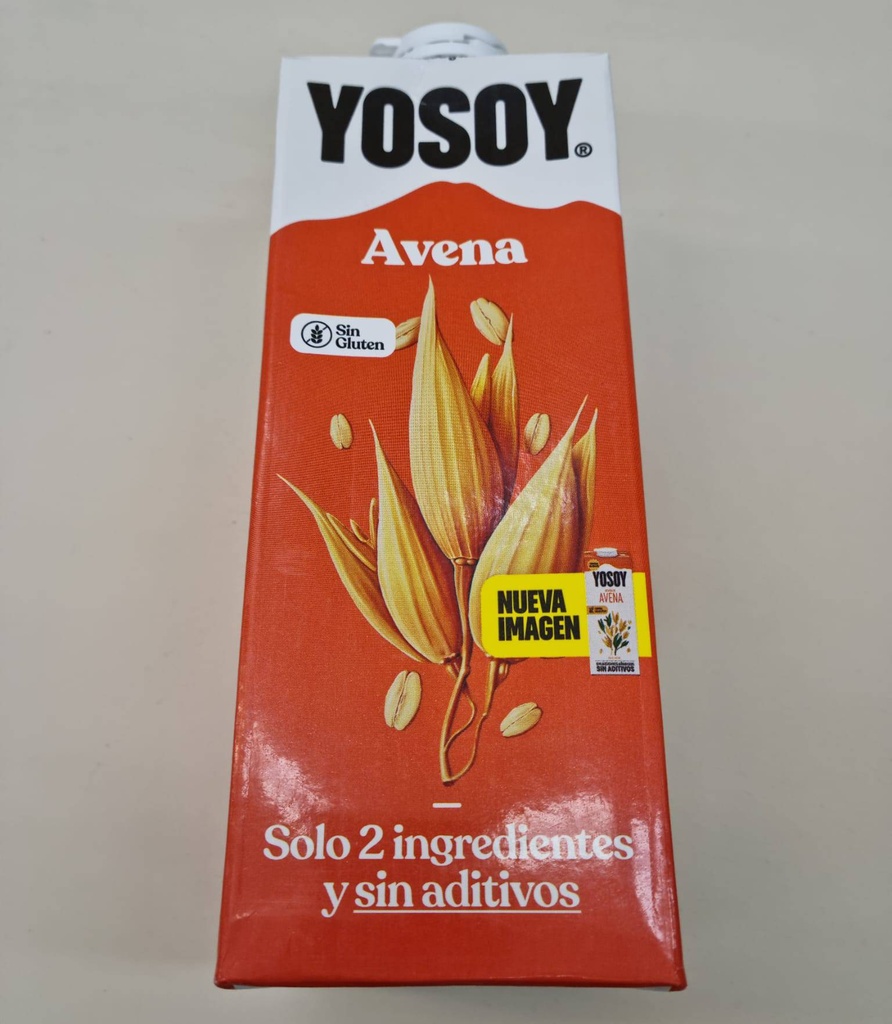 YOSOY®
Avena
Sin
Gluten
NUEVA
IMAGEN
YOSOY
AVENA
SIN ADITIVOS
Solo 2 ingredientes
y sin aditivos